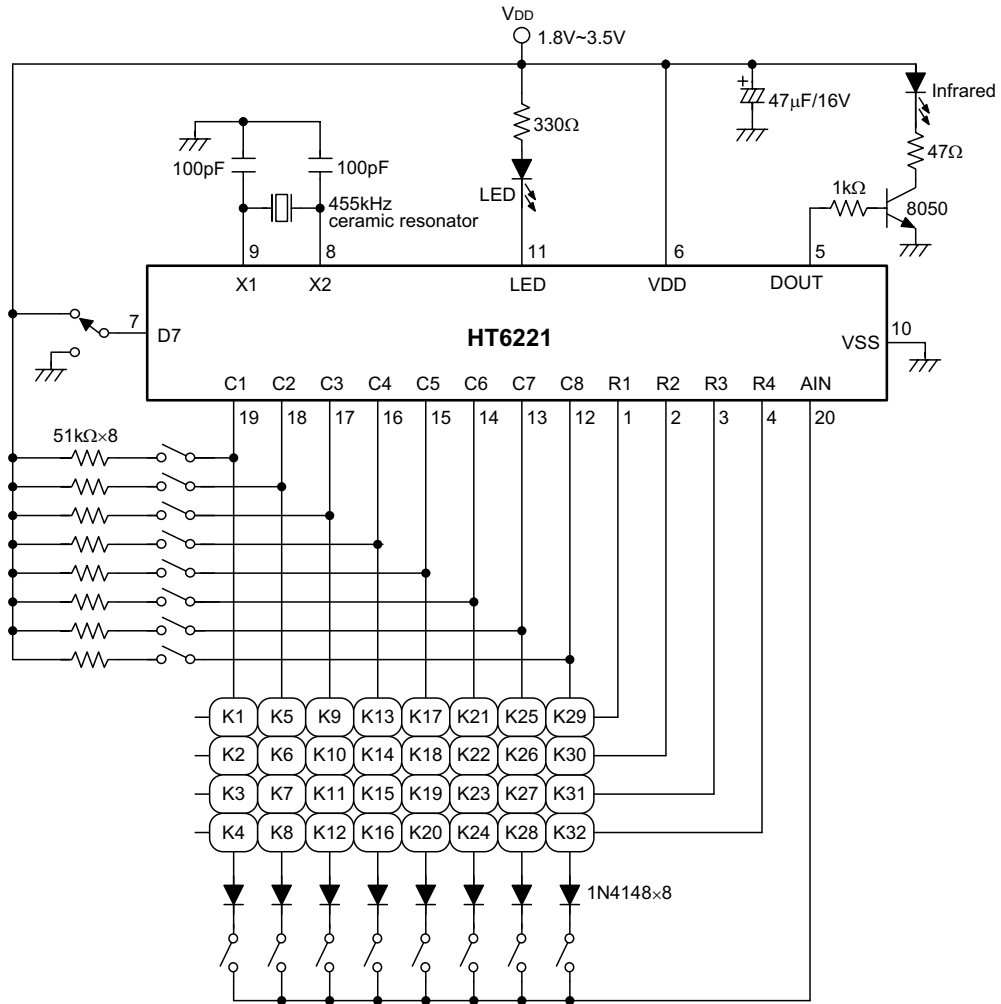 VDD
1.8V~3.5V
330Ω
LED
47μF/16V
Infrared
47Ω
1kΩ
8050
100pF
100pF
455kHz
ceramic resonator
9
8
11
6
5
X1
X2
LED
VDD
DOUT
7
D7
HT6221
VSS
10
C1
C2
C3
C4
C5
C6
C7
C8
R1
R2
R3
R4
AIN
19
18
17
16
15
14
13
12
1
2
3
4
20
51kΩ×8
K1
K5
K9
K13
K17
K21
K25
K29
K2
K6
K10
K14
K18
K22
K26
K30
K3
K7
K11
K15
K19
K23
K27
K31
K4
K8
K12
K16
K20
K24
K28
K32
1N4148×8